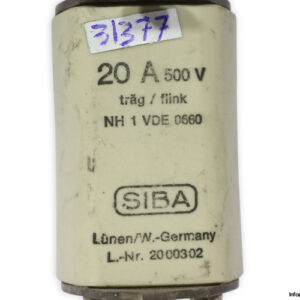 31377
20 A 500 V
träg / flink
NH 1 VDE 0660
SIBA
Lünen/W.-Germany
L.-Nr. 2000302